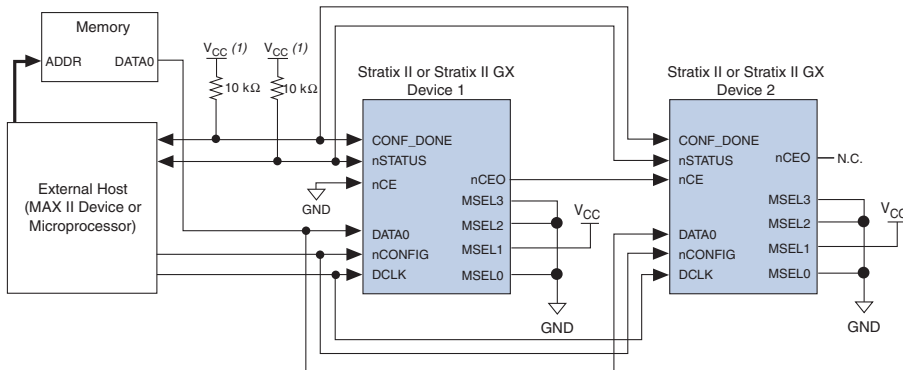 Memory
ADDR
DATA0
VCC (1)
VCC (1)
10 kΩ
10 kΩ
External Host
(MAX II Device or
Microprocessor)
Stratix II or Stratix II GX
Device 1
CONF_DONE
nSTATUS
nCE
GND
DATA0
nCONFIG
DCLK
nCEO
MSEL3
MSEL2
MSEL1
MSEL0
VCC
GND
Stratix II or Stratix II GX
Device 2
CONF_DONE
nSTATUS
nCE
DATA0
nCONFIG
DCLK
nCEO
N.C.
MSEL3
MSEL2
MSEL1
MSEL0
VCC
GND